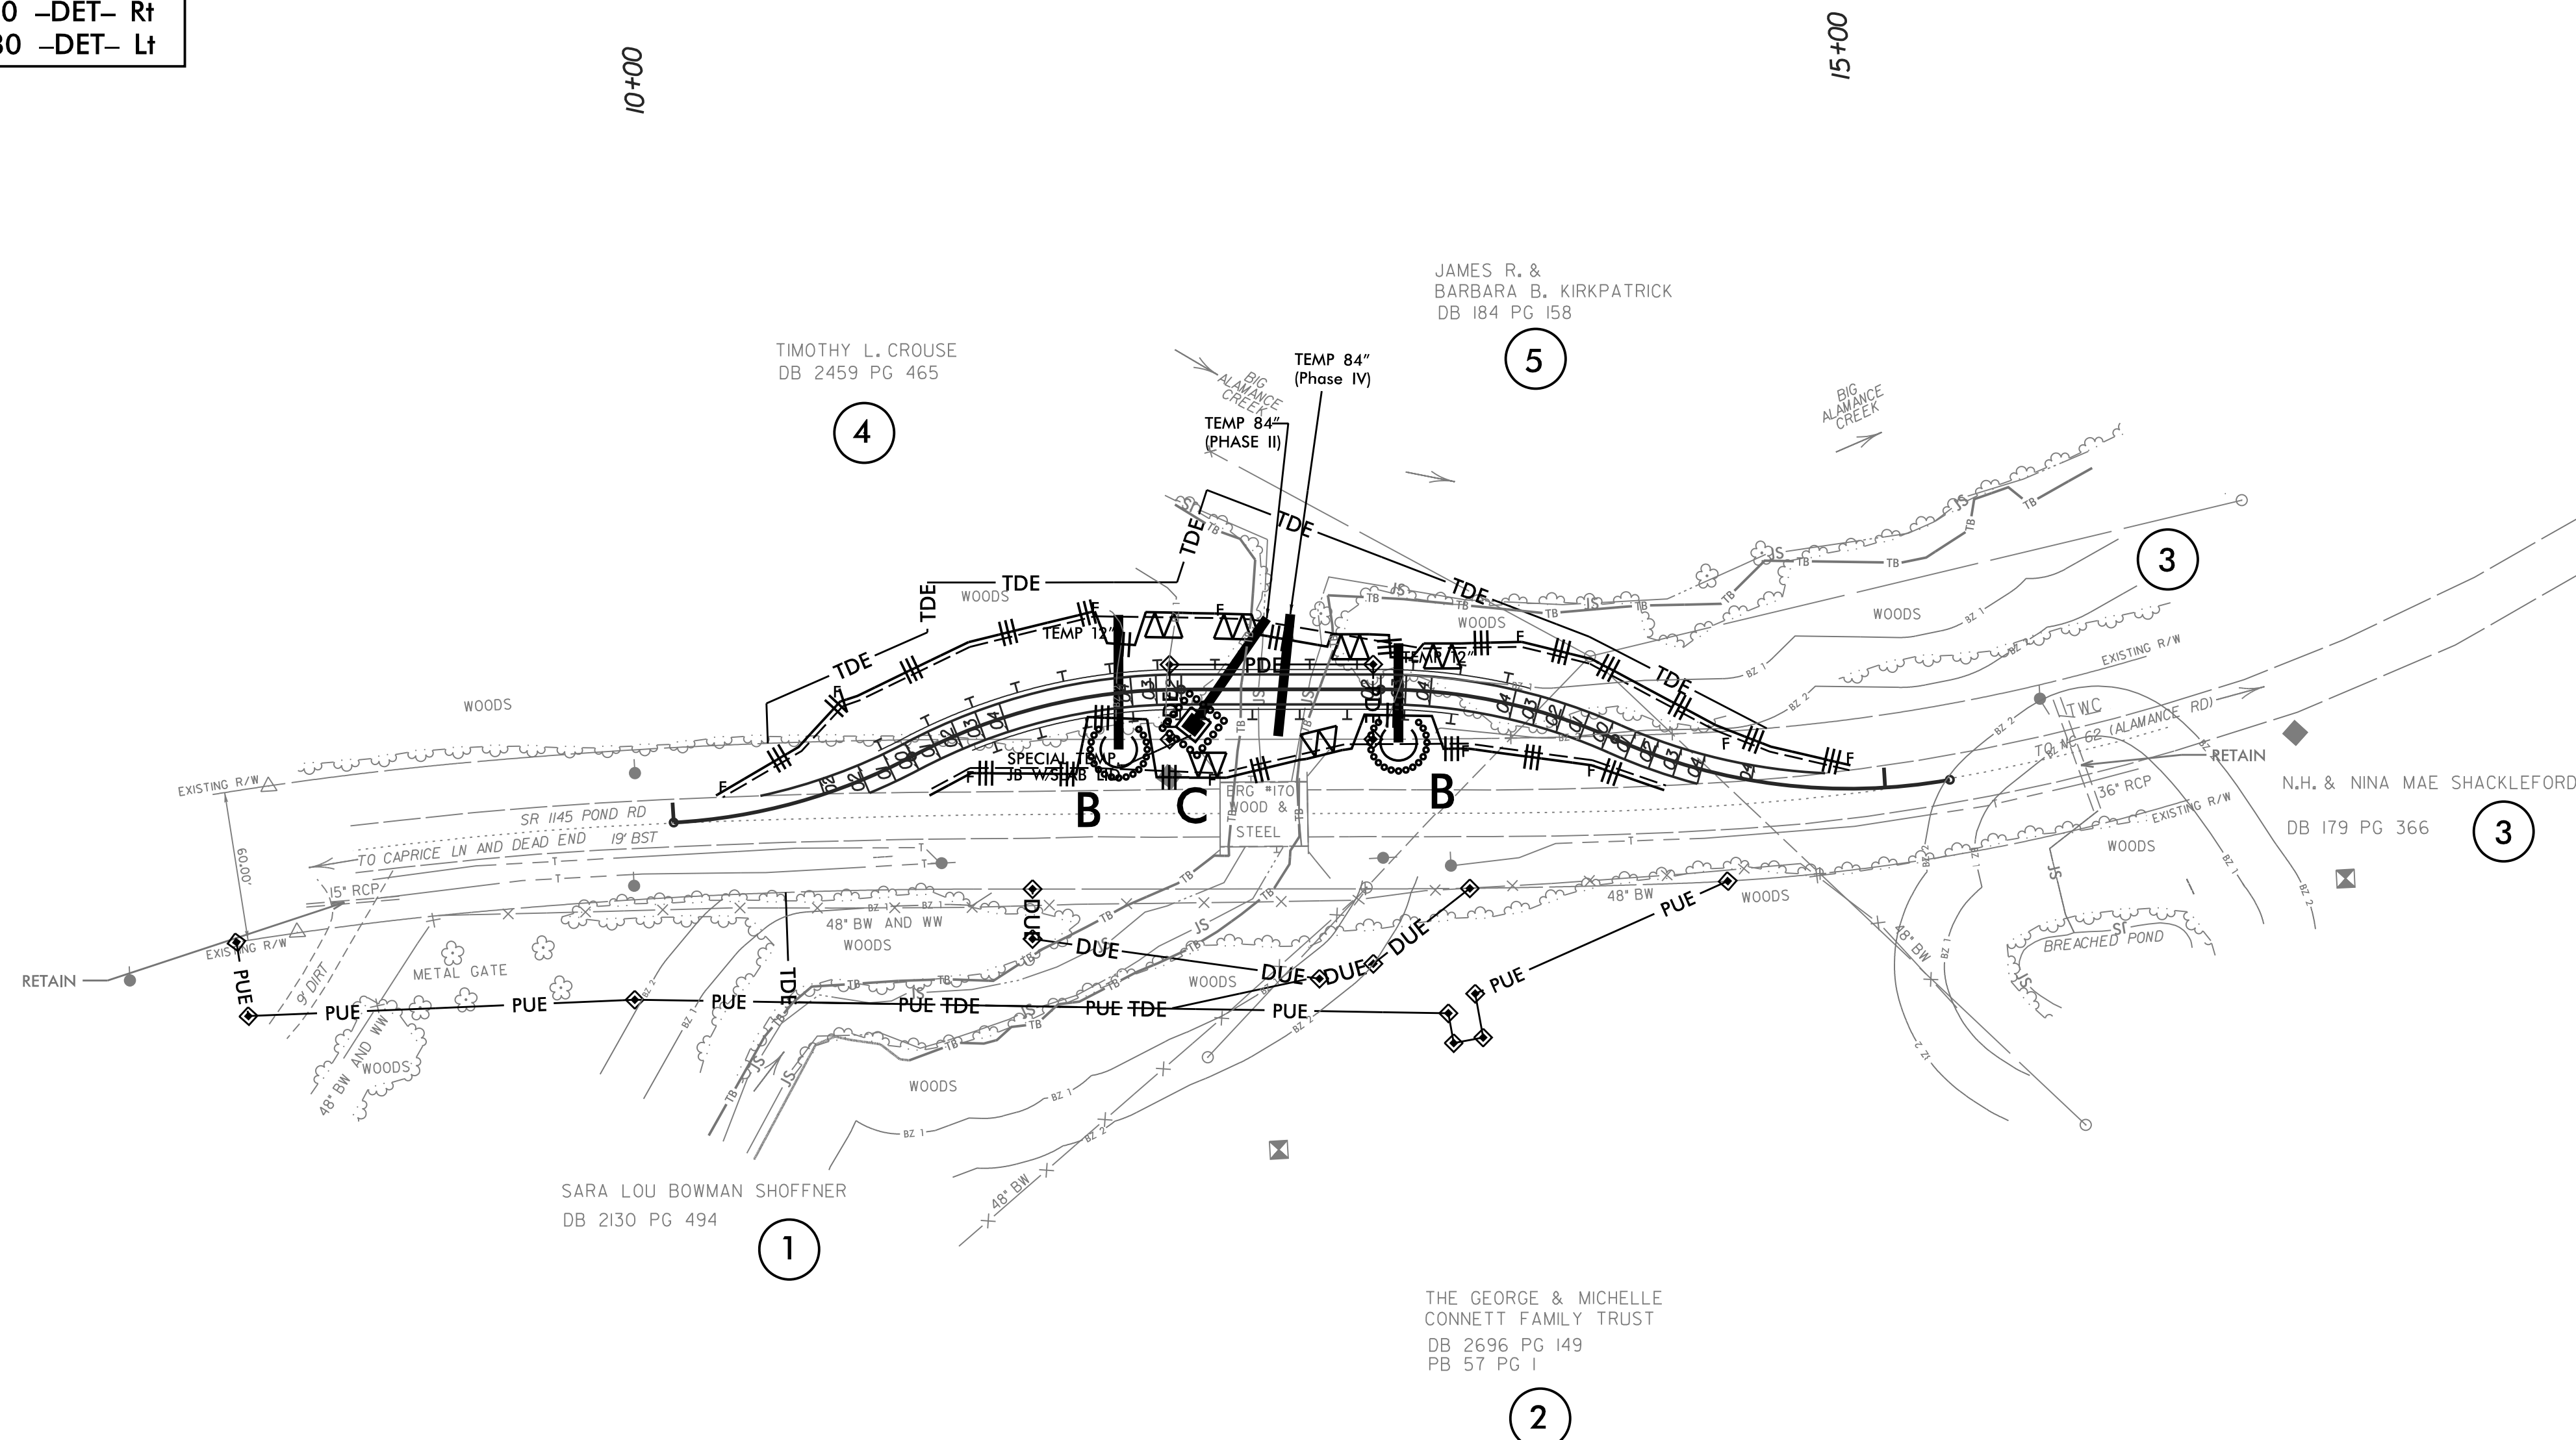 0 –DET– Rt
30 –DET– Lt
10+00
15+00
JAMES R. &
BARBARA B. KIRKPATRICK
DB 184 PG 158
5
TIMOTHY L. CROUSE
DB 2459 PG 465
4
TEMP 84"
(Phase IV)
TEMP 84"
(PHASE II)
BIG
ALAMANCE
CREEK
BIG
ALAMANCE
CREEK
TDE
TDE
TDE
TDE
TDE
TDE
TDE
WOODS
WOODS
WOODS
WOODS
3
TEMP 12"
TEMP 12"
PDE
EXISTING R/W
EXISTING R/W
SPECIAL TEMP
B
C
B
BRG #170
WOOD &
STEEL
SR 1145 POND RD
TO CAPRICE LN AND DEAD END 19' BST
TWC
TO NC 62 (ALAMANCE RD)
RETAIN
36" RCP
EXISTING R/W
N.H. & NINA MAE SHACKLEFORD
DB 179 PG 366
3
60.00'
15" RCP
EXISTING R/W
RETAIN
9' DIRT
METAL GATE
48" BW AND WW
WOODS
48" BW AND WW
WOODS
DUE
DUE
DUE
DUE
DUE
WOODS
48" BW
WOODS
WOODS
48" BW
BREACHED POND
PUE
PUE
PUE
PUE
PUE
TDE
PUE
TDE
PUE
PUE
PUE
TDE
WOODS
48" BW
SARA LOU BOWMAN SHOFFNER
DB 2130 PG 494
1
THE GEORGE & MICHELLE
CONNETT FAMILY TRUST
DB 2696 PG 149
PB 57 PG 1
2